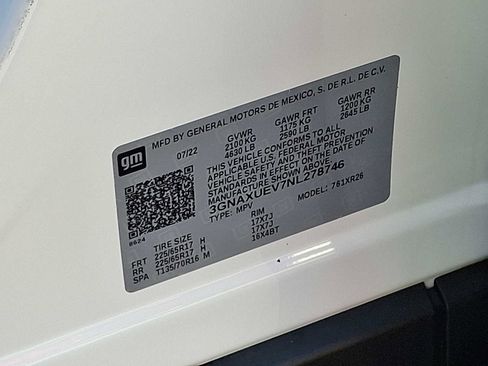 gm
MFD BY GENERAL MOTORS DE MEXICO, S. DE R.L. DE C.V.
07/22 GVWR GAWR FRT GAWR RR
2100 KG 1175 KG 1200 KG
4630 LB 2590 LB 2645 LB
THIS VEHICLE CONFORMS TO ALL
APPLICABLE U.S. FEDERAL MOTOR
VEHICLE SAFETY AND THEFT
PREVENTION STANDARDS IN EFFECT
ON THE DATE OF MANUFACTURE
SHOWN ABOVE.
3GNAXUEV7NL278746
TYPE: MPV MODEL: 761XR26
8624
TIRE SIZE RIM
FRT 225/65R17 H 17X7J
RR 225/65R17 H 17X7J
SPA T135/70R16 M 16X4BT